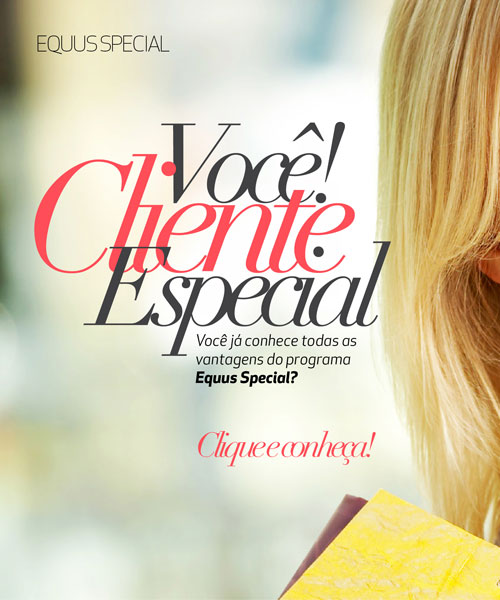 EQUUS SPECIAL
Você!
Cliente
Especial
Você já conhece todas as
vantagens do programa
Equus Special?
Clique e conheça!